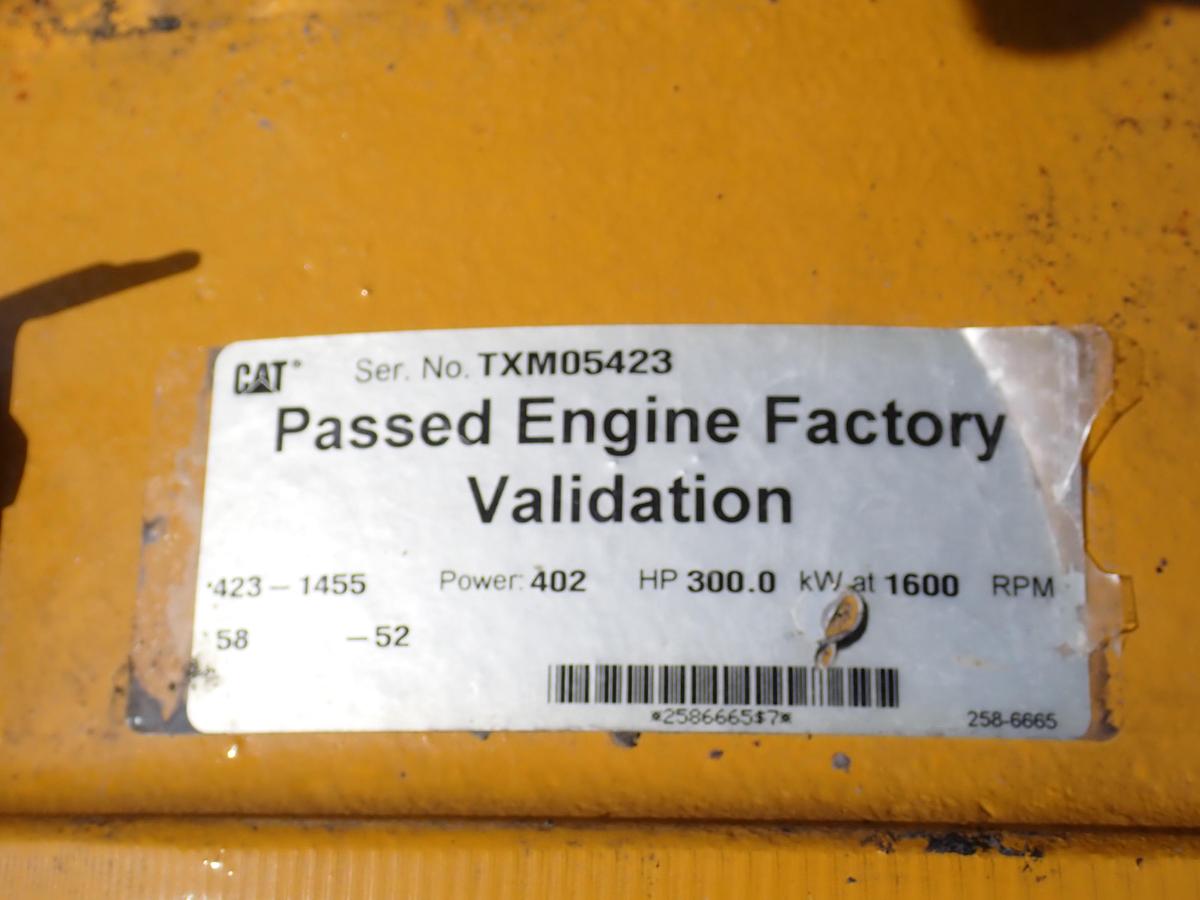 CAT® Ser. No. TXM05423
Passed Engine Factory
Validation
423-1455 Power: 402 HP 300.0 kW at 1600 RPM
58 -52
*2586665$7*
258-6665